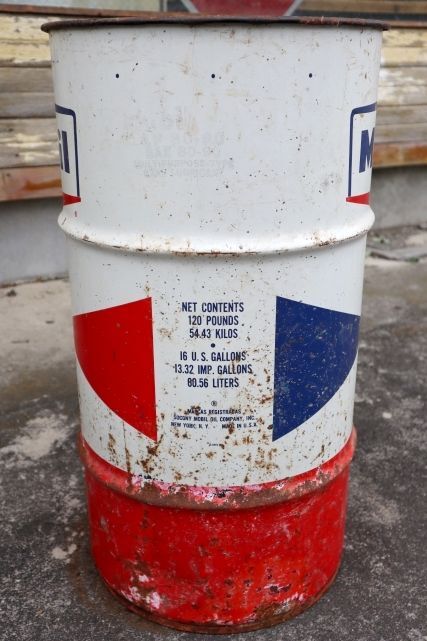 M
NET CONTENTS
120 POUNDS
54.43 KILOS
•
16 U.S. GALLONS
13.32 IMP. GALLONS
80.56 LITERS
®
MARCAS REGISTRADAS
SOCONY MOBIL OIL COMPANY, INC.
NEW YORK, N.Y. MADE IN U.S.A.